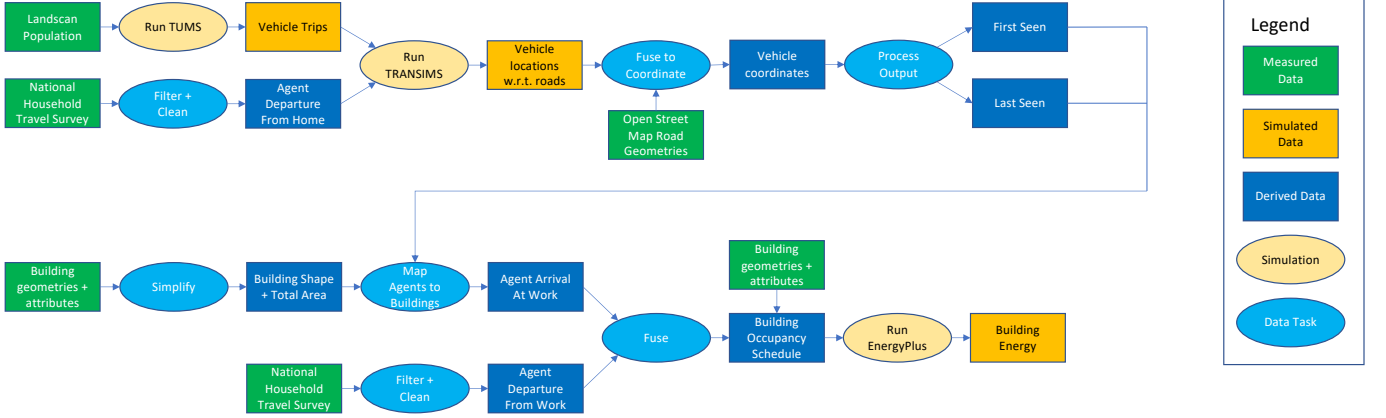 Landscan
Population
Run TUMS
Vehicle Trips
National
Household
Travel Survey
Filter +
Clean
Agent
Departure
From Home
Run
TRANSIMS
Vehicle
locations
w.r.t. roads
Fuse to
Coordinate
Open Street
Map Road
Geometries
Vehicle
coordinates
Process
Output
First Seen
Last Seen
Building
geometries +
attributes
Simplify
Building Shape
+ Total Area
Map
Agents to
Buildings
Agent Arrival
At Work
National
Household
Travel Survey
Filter +
Clean
Agent
Departure
From Work
Fuse
Building
geometries +
attributes
Building
Occupancy
Schedule
Run
EnergyPlus
Building
Energy
Legend
Measured
Data
Simulated
Data
Derived Data
Simulation
Data Task